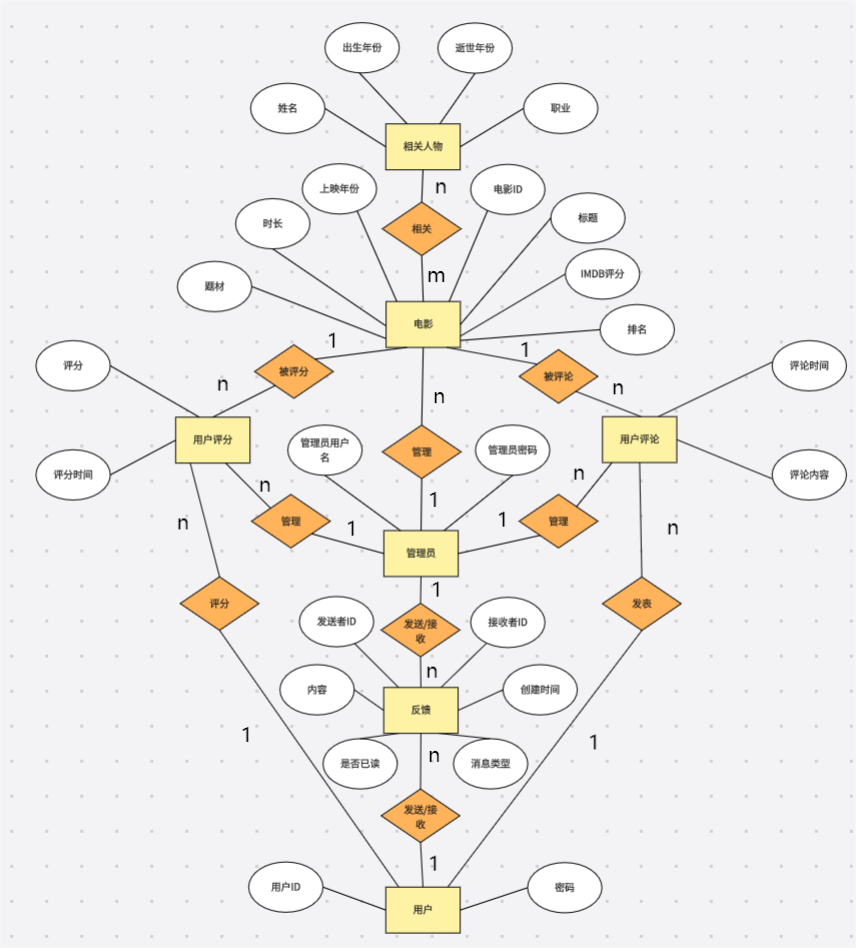 出生年份
逝世年份
姓名
职业
相关人物
n
上映年份
电影ID
相关
时长
标题
m
IMDB评分
题材
电影
排名
1
1
评分
被评分
被评论
评论时间
n
n
n
用户评分
管理员用户
名
管理
管理员密码
用户评论
评分时间
n
n
评论内容
1
n
管理
1
1
管理
n
管理员
1
评分
发送者ID
发送/接
收
接收者ID
发表
n
内容
反馈
创建时间
1
是否已读
n
消息类型
1
发送/接
收
1
用户ID
用户
密码